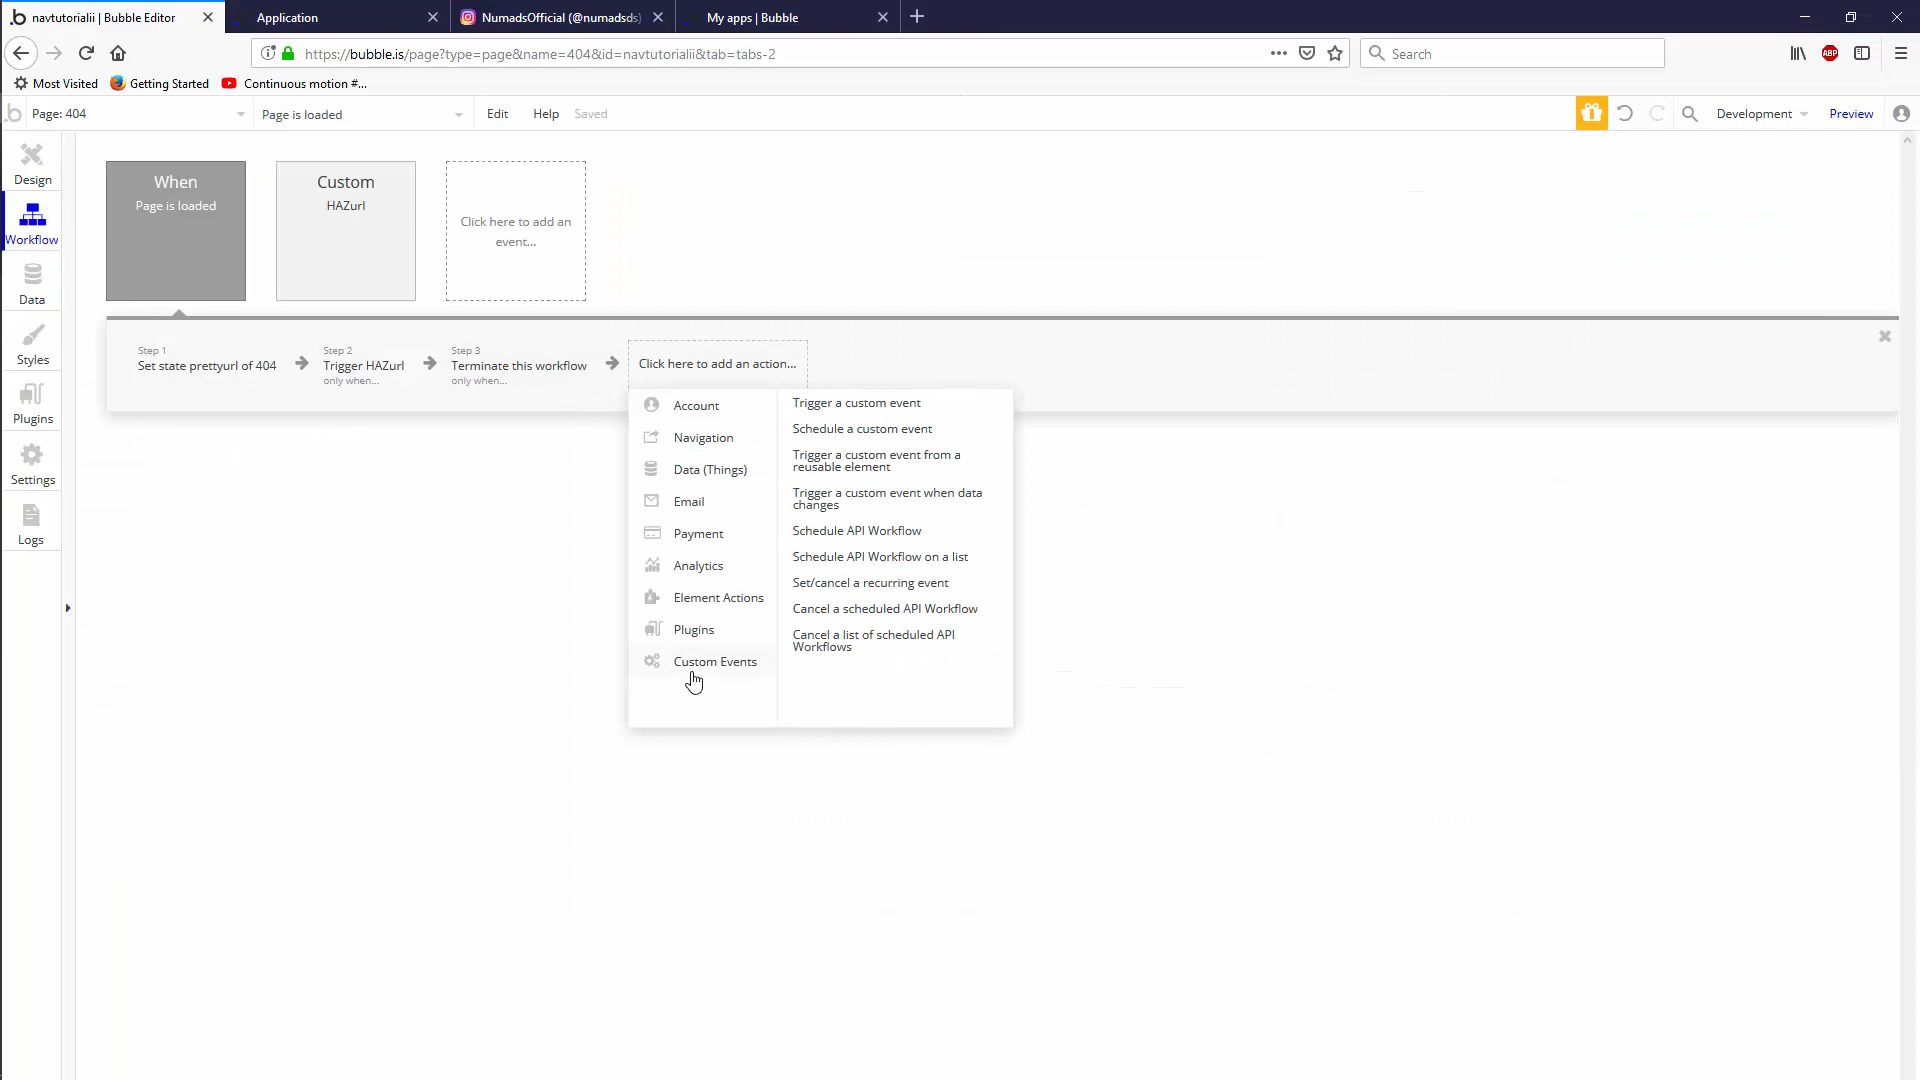 navtutorialii | Bubble Editor
Application
NumadsOfficial (@numadsds)
My apps | Bubble
https://bubble.is/page?type=page&name=404&id=navtutorialii&tab=tabs-2
Search
Most Visited
Getting Started
Continuous motion #...
Page: 404
Page is loaded
Edit
Help
Saved
Development
Preview
Design
Workflow
Data
Styles
Plugins
Settings
Logs
When
Page is loaded
Custom
HAZurl
Click here to add an
event...
Step 1
Set state prettyurl of 404
Step 2
Trigger HAZurl
only when...
Step 3
Terminate this workflow
only when...
Click here to add an action...
Account
Navigation
Data (Things)
Email
Payment
Analytics
Element Actions
Plugins
Custom Events
Trigger a custom event
Schedule a custom event
Trigger a custom event from a
reusable element
Trigger a custom event when data
changes
Schedule API Workflow
Schedule API Workflow on a list
Set/cancel a recurring event
Cancel a scheduled API Workflow
Cancel a list of scheduled API
Workflows